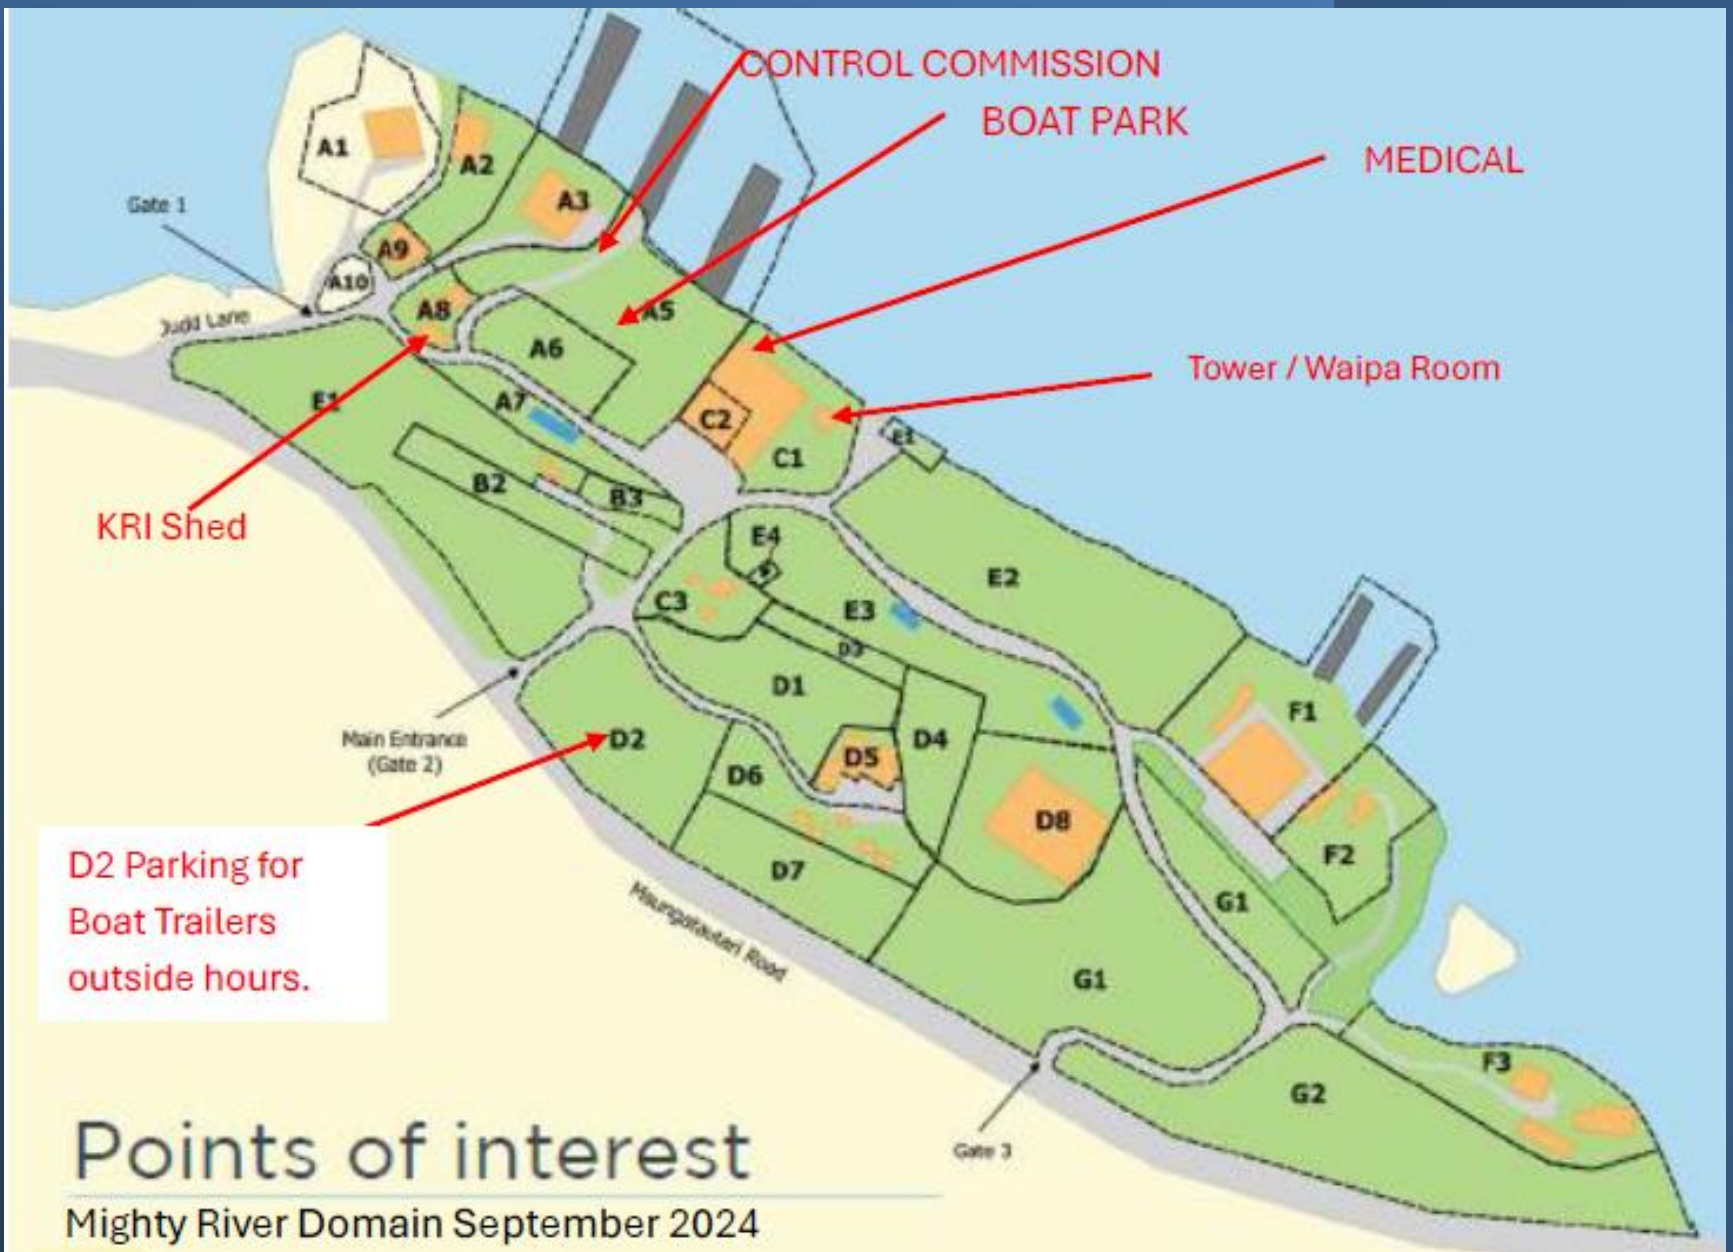 CONTROL COMMISSION
BOAT PARK
MEDICAL
A1
A2
Gate 1
A3
A9
A10
A8
Judd Lane
A5
A6
Tower / Waipa Room
E1
A7
C2
E1
C1
B2
B3
KRI Shed
E4
E2
C3
E3
D3
D1
F1
D2
D4
Main Entrance
(Gate 2)
D5
D6
D8
F2
D2 Parking for
Boat Trailers
outside hours.
D7
G1
Maungatautari Road
G1
F3
G2
Gate 3
Points of interest
Mighty River Domain September 2024